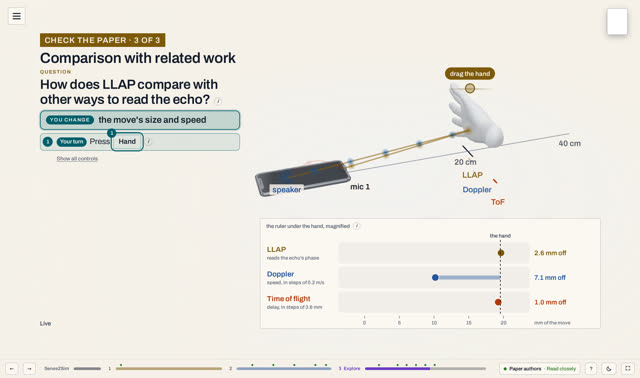 CHECK THE PAPER · 3 OF 3
Comparison with related work
QUESTION
How does LLAP compare with
other ways to read the echo? i
YOU CHANGE the move's size and speed
1
1 Your turn Press Hand i
Show all controls
drag the hand
40 cm
20 cm
LLAP
Doppler
ToF
mic 1
speaker
the ruler under the hand, magnified i
the hand
LLAP
reads the echo's phase
2.6 mm off
Doppler
speed, in steps of 5.2 m/s
7.1 mm off
Time of flight
delay, in steps of 3.6 mm
1.0 mm off
0 5 10 15 20 mm of the move
Live
← → Sense2Skin 1 2 3 Explore Paper authors · Read closely ?